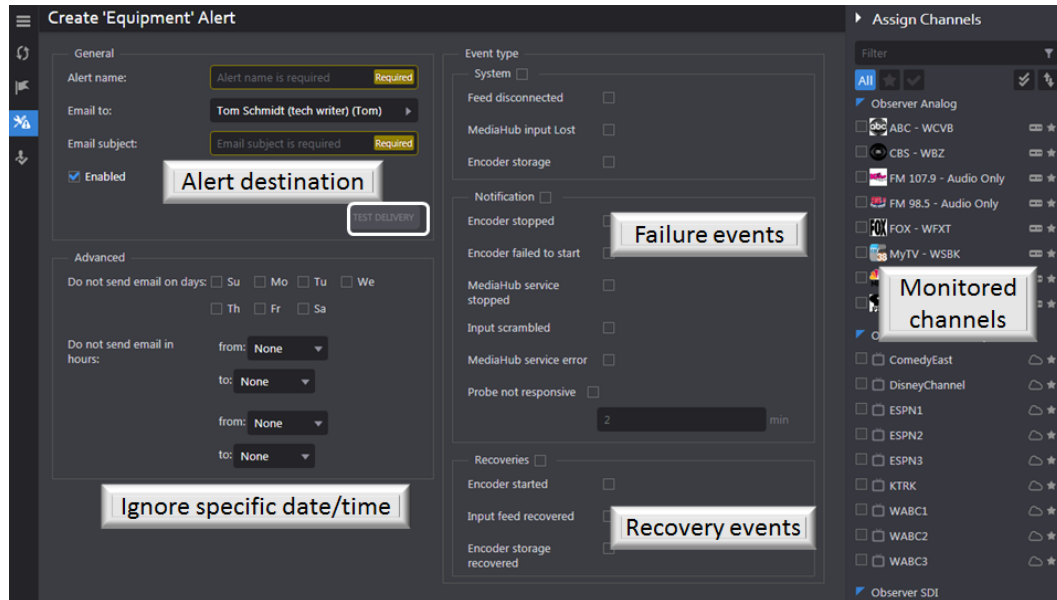 Create 'Equipment' Alert
General
Alert name:
Alert name is required
Required
Email to:
Tom Schmidt (tech writer) (Tom)
Email subject:
Email subject is required
Required
Enabled
Alert destination
TEST DELIVERY
Advanced
Do not send email on days:
Su
Mo
Tu
We
Th
Fr
Sa
Do not send email in
hours:
from: None
to: None
from: None
to: None
Ignore specific date/time
Event type
System
Feed disconnected
MediaHub input Lost
Encoder storage
Notification
Encoder stopped
Failure events
Encoder failed to start
MediaHub service
stopped
Input scrambled
MediaHub service error
Probe not responsive
2
min
Recoveries
Encoder started
Input feed recovered
Recovery events
Encoder storage
recovered
Assign Channels
Filter
All
Observer Analog
abc
ABC - WCVB
CBS - WBZ
FM 107.9 - Audio Only
FM 98.5 - Audio Only
FOX
FOX - WFXT
MyTV - WSBK
Monitored
channels
ComedyEast
DisneyChannel
ESPN1
ESPN2
ESPN3
KTRK
WABC1
WABC2
WABC3
Observer SDI